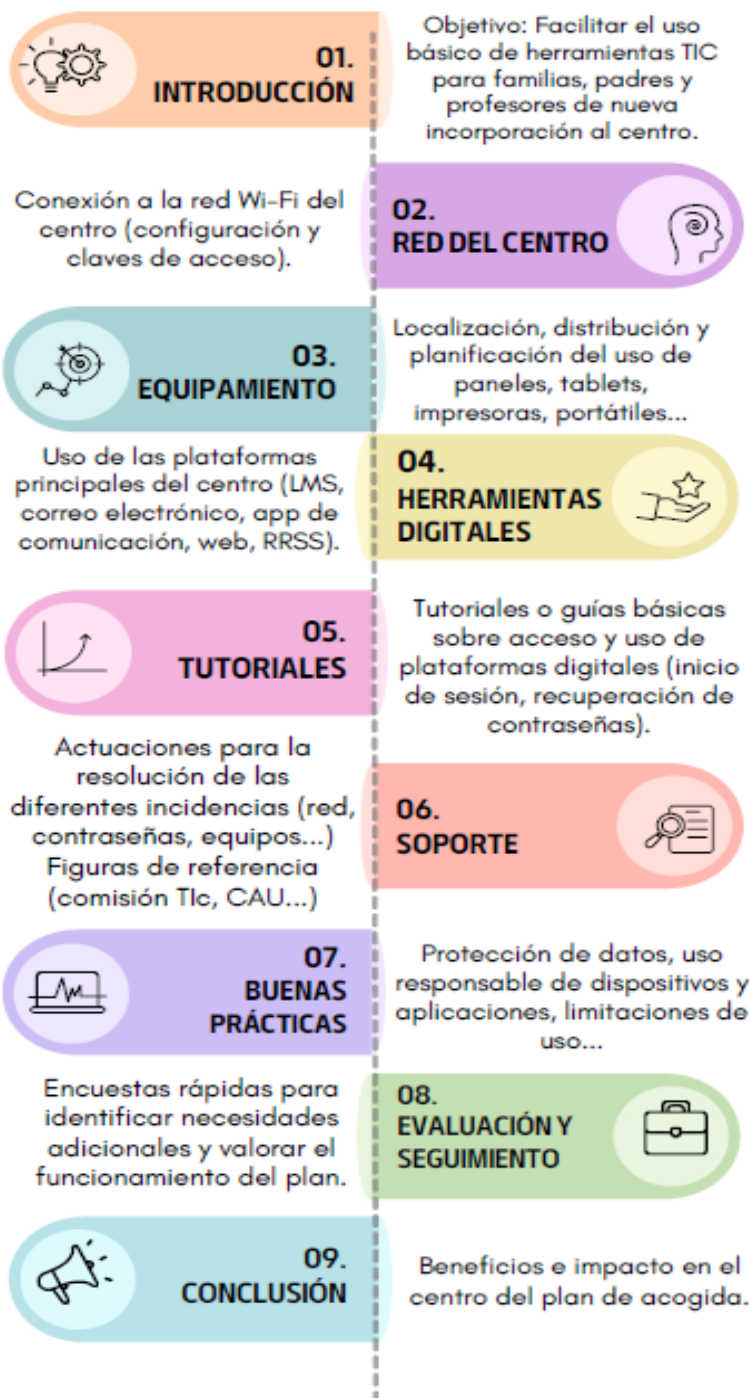 01.
INTRODUCCIÓN
Objetivo: Facilitar el uso
básico de herramientas TIC
para familias, padres y
profesores de nueva
incorporación al centro.
02.
RED DEL CENTRO
Conexión a la red Wi-Fi del
centro (configuración y
claves de acceso).
03.
EQUIPAMIENTO
Localización, distribución y
planificación del uso de
paneles, tablets,
impresoras, portátiles...
04.
HERRAMIENTAS
DIGITALES
Uso de las plataformas
principales del centro (LMS,
correo electrónico, app de
comunicación, web, RRSS).
05.
TUTORIALES
Tutoriales o guías básicas
sobre acceso y uso de
plataformas digitales (inicio
de sesión, recuperación de
contraseñas).
06.
SOPORTE
Actuaciones para la
resolución de las
diferentes incidencias (red,
contraseñas, equipos...)
Figuras de referencia
(comisión TIc, CAU...)
07.
BUENAS
PRÁCTICAS
Protección de datos, uso
responsable de dispositivos y
aplicaciones, limitaciones de
uso...
08.
EVALUACIÓN Y
SEGUIMIENTO
Encuestas rápidas para
identificar necesidades
adicionales y valorar el
funcionamiento del plan.
09.
CONCLUSIÓN
Beneficios e impacto en el
centro del plan de acogida.